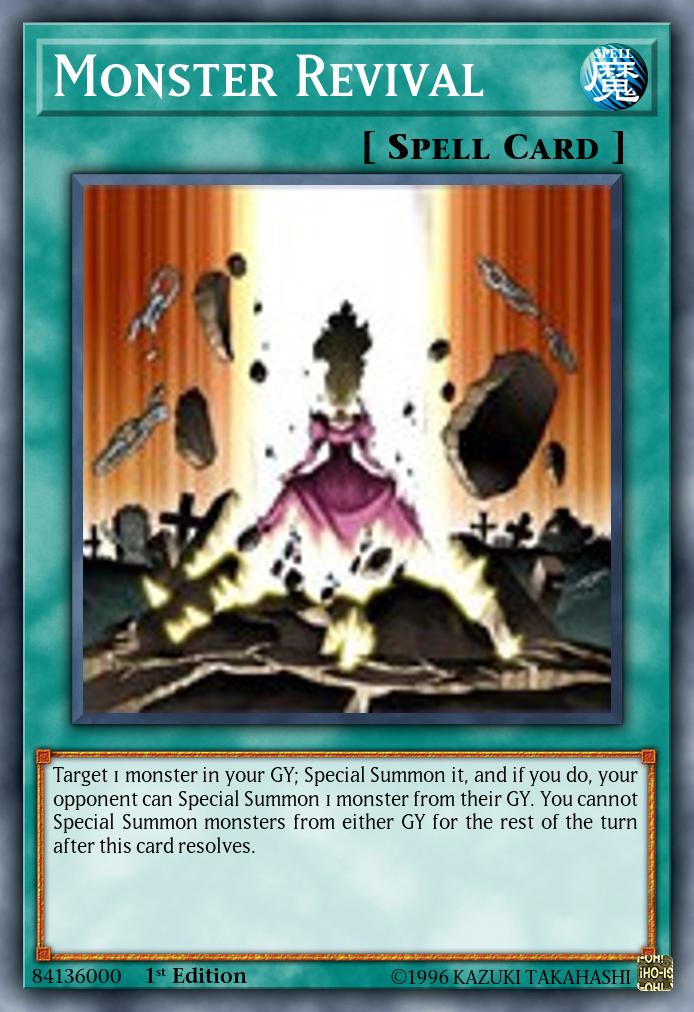 Monster Revival
SPELL
魔
[ Spell Card ]
Target 1 monster in your GY; Special Summon it, and if you do, your
opponent can Special Summon 1 monster from their GY. You cannot
Special Summon monsters from either GY for the rest of the turn
after this card resolves.
84136000 1st Edition ©1996 KAZUKI TAKAHASHI